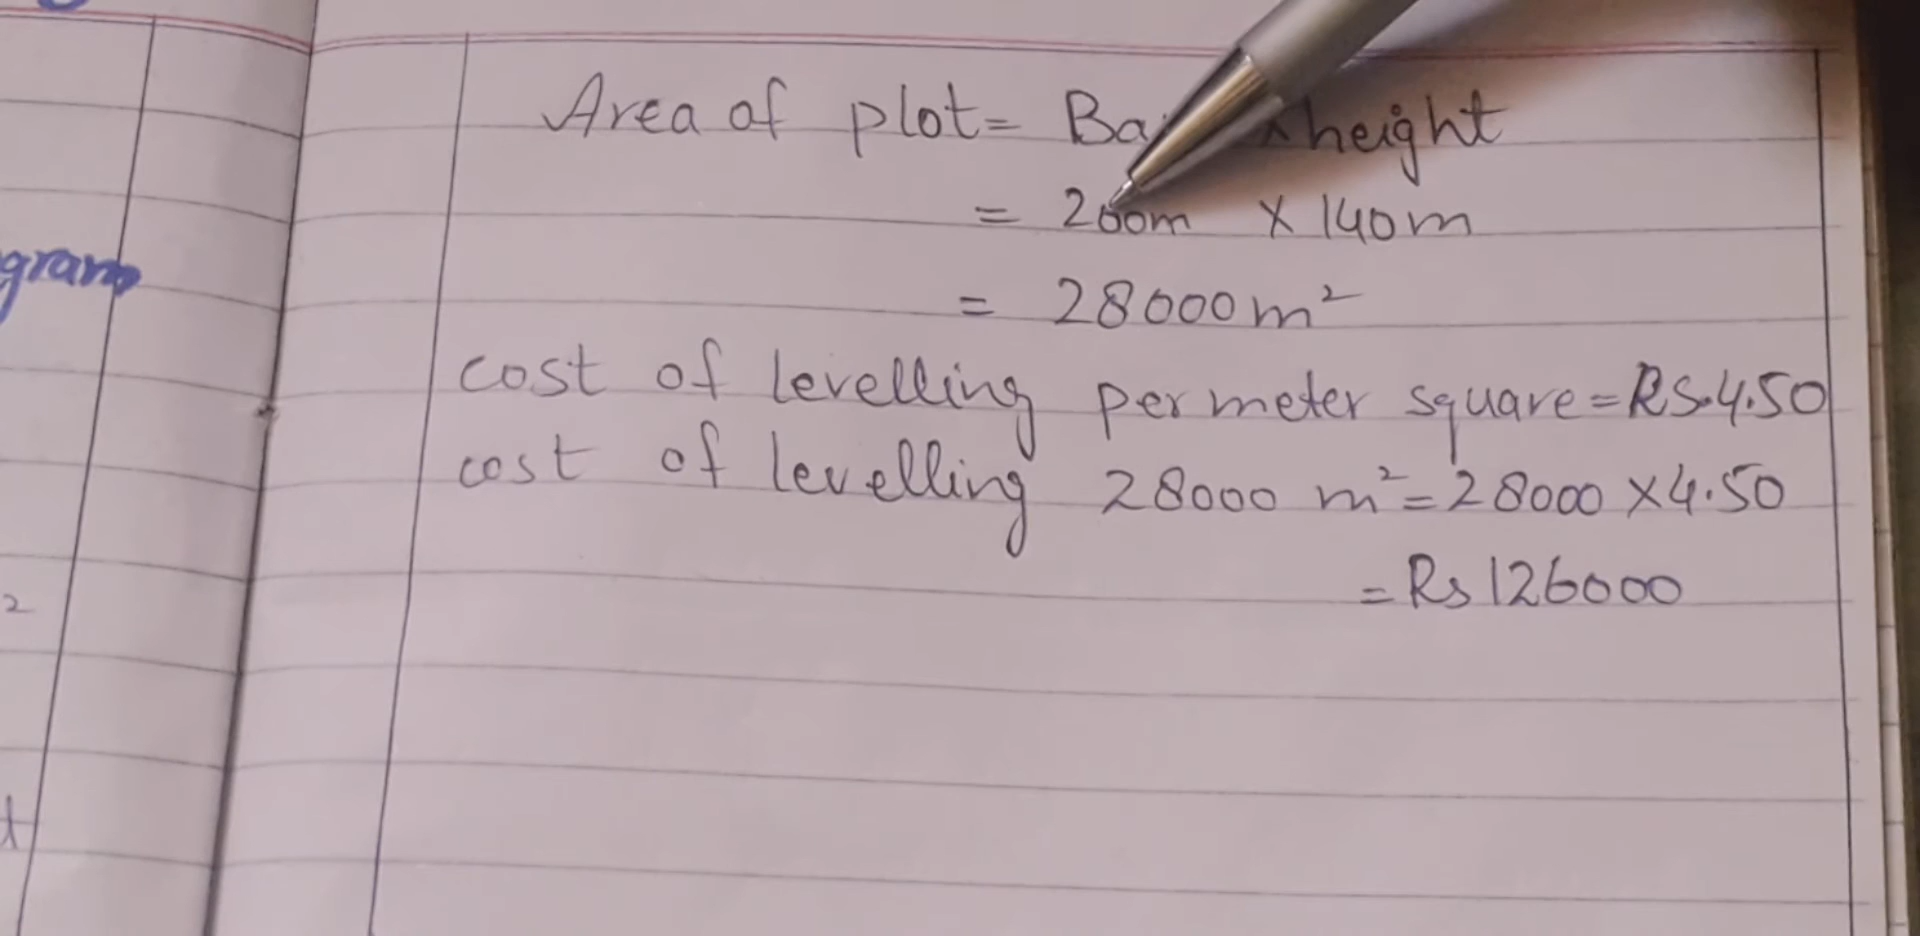 Area of plot = Ba × height
= 200m × 140m
= 28000 m²
gram
cost of levelling per meter square = Rs.4.50
cost of levelling 28000 m² = 28000 × 4.50
= Rs 126000
2